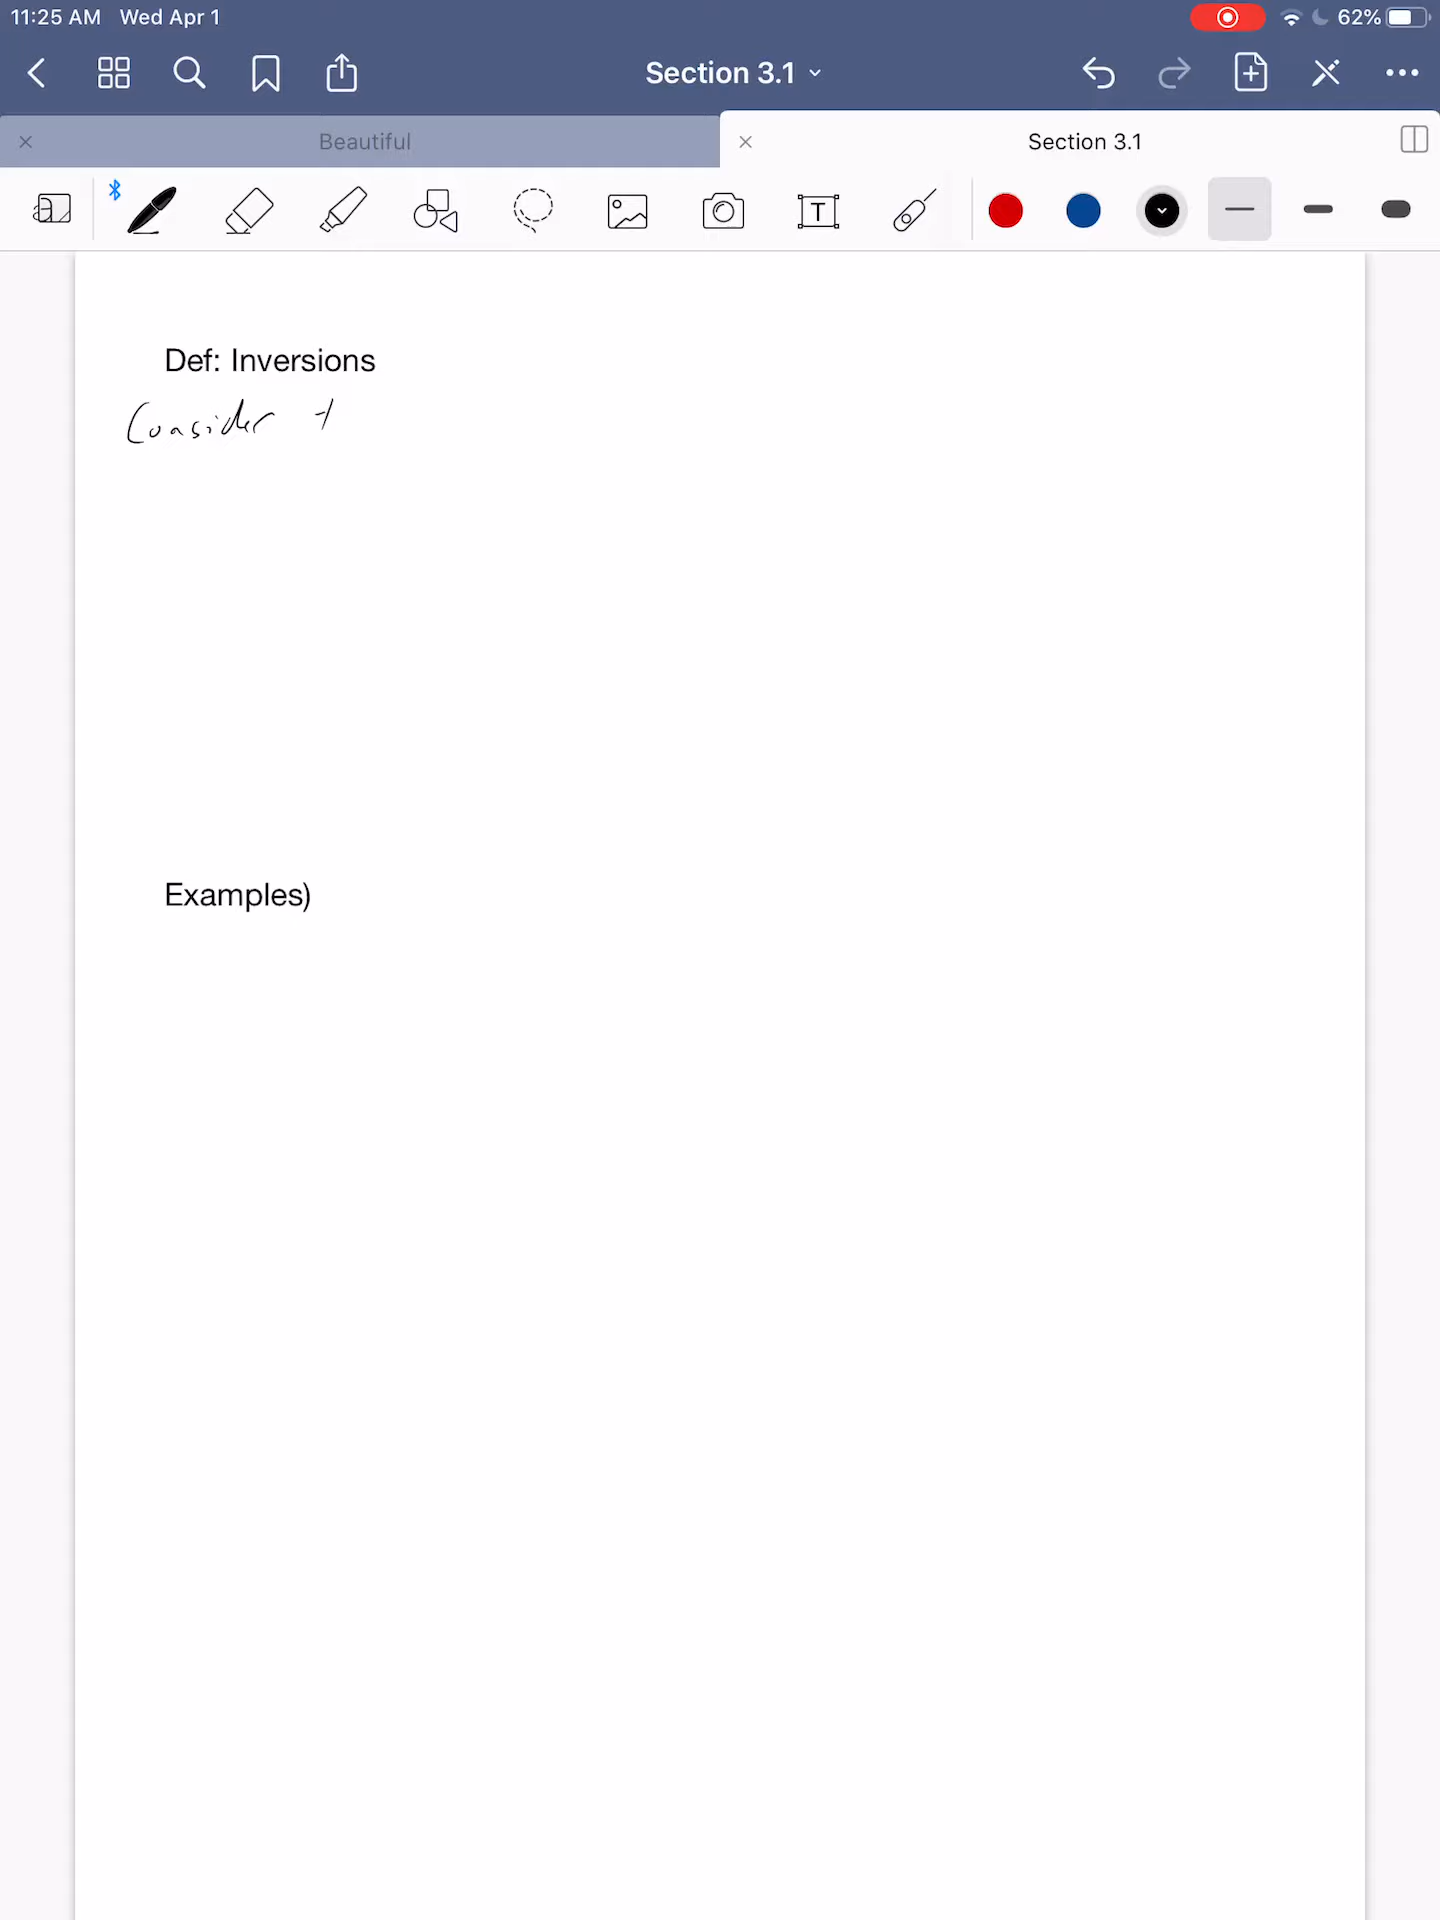 11:25 AM Wed Apr 1 62%
Section 3.1
Beautiful Section 3.1
T
Def: Inversions
Consider t
Examples)